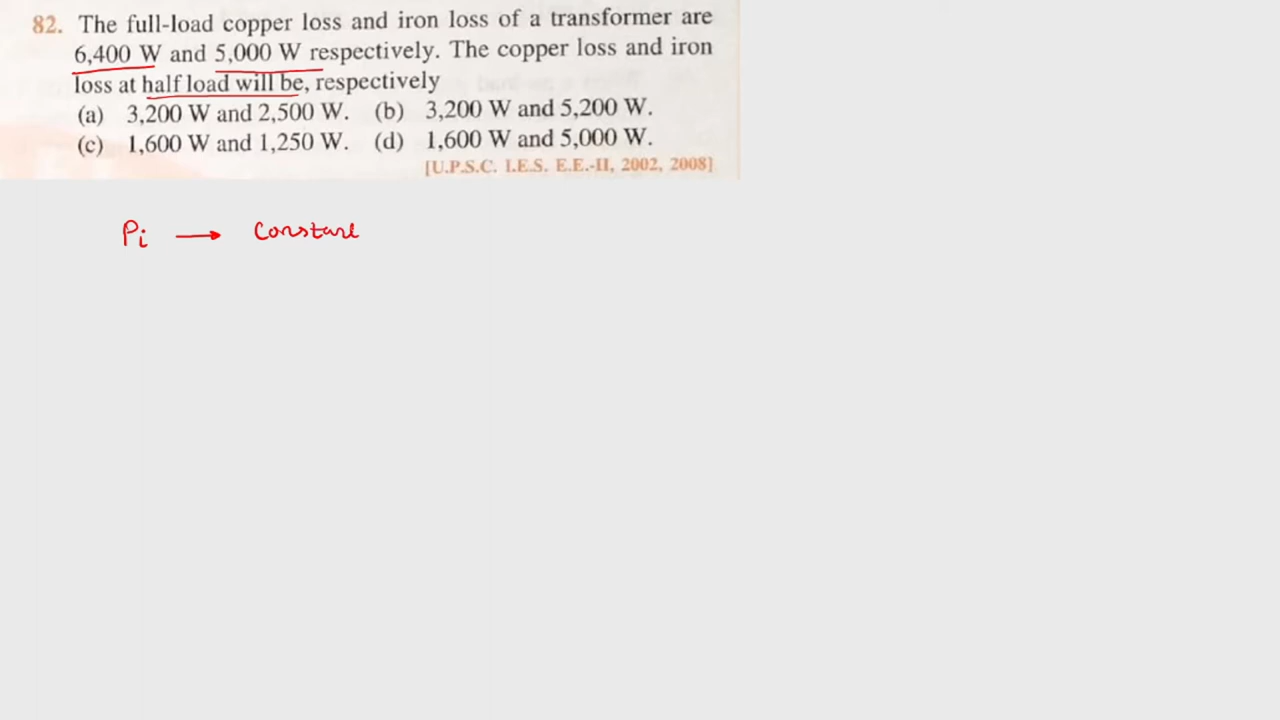 82. The full-load copper loss and iron loss of a transformer are
6,400 W and 5,000 W respectively. The copper loss and iron
loss at half load will be, respectively
(a) 3,200 W and 2,500 W. (b) 3,200 W and 5,200 W.
(c) 1,600 W and 1,250 W. (d) 1,600 W and 5,000 W.
[U.P.S.C. I.E.S. E.E.-II, 2002, 2008]
Pi → Constant